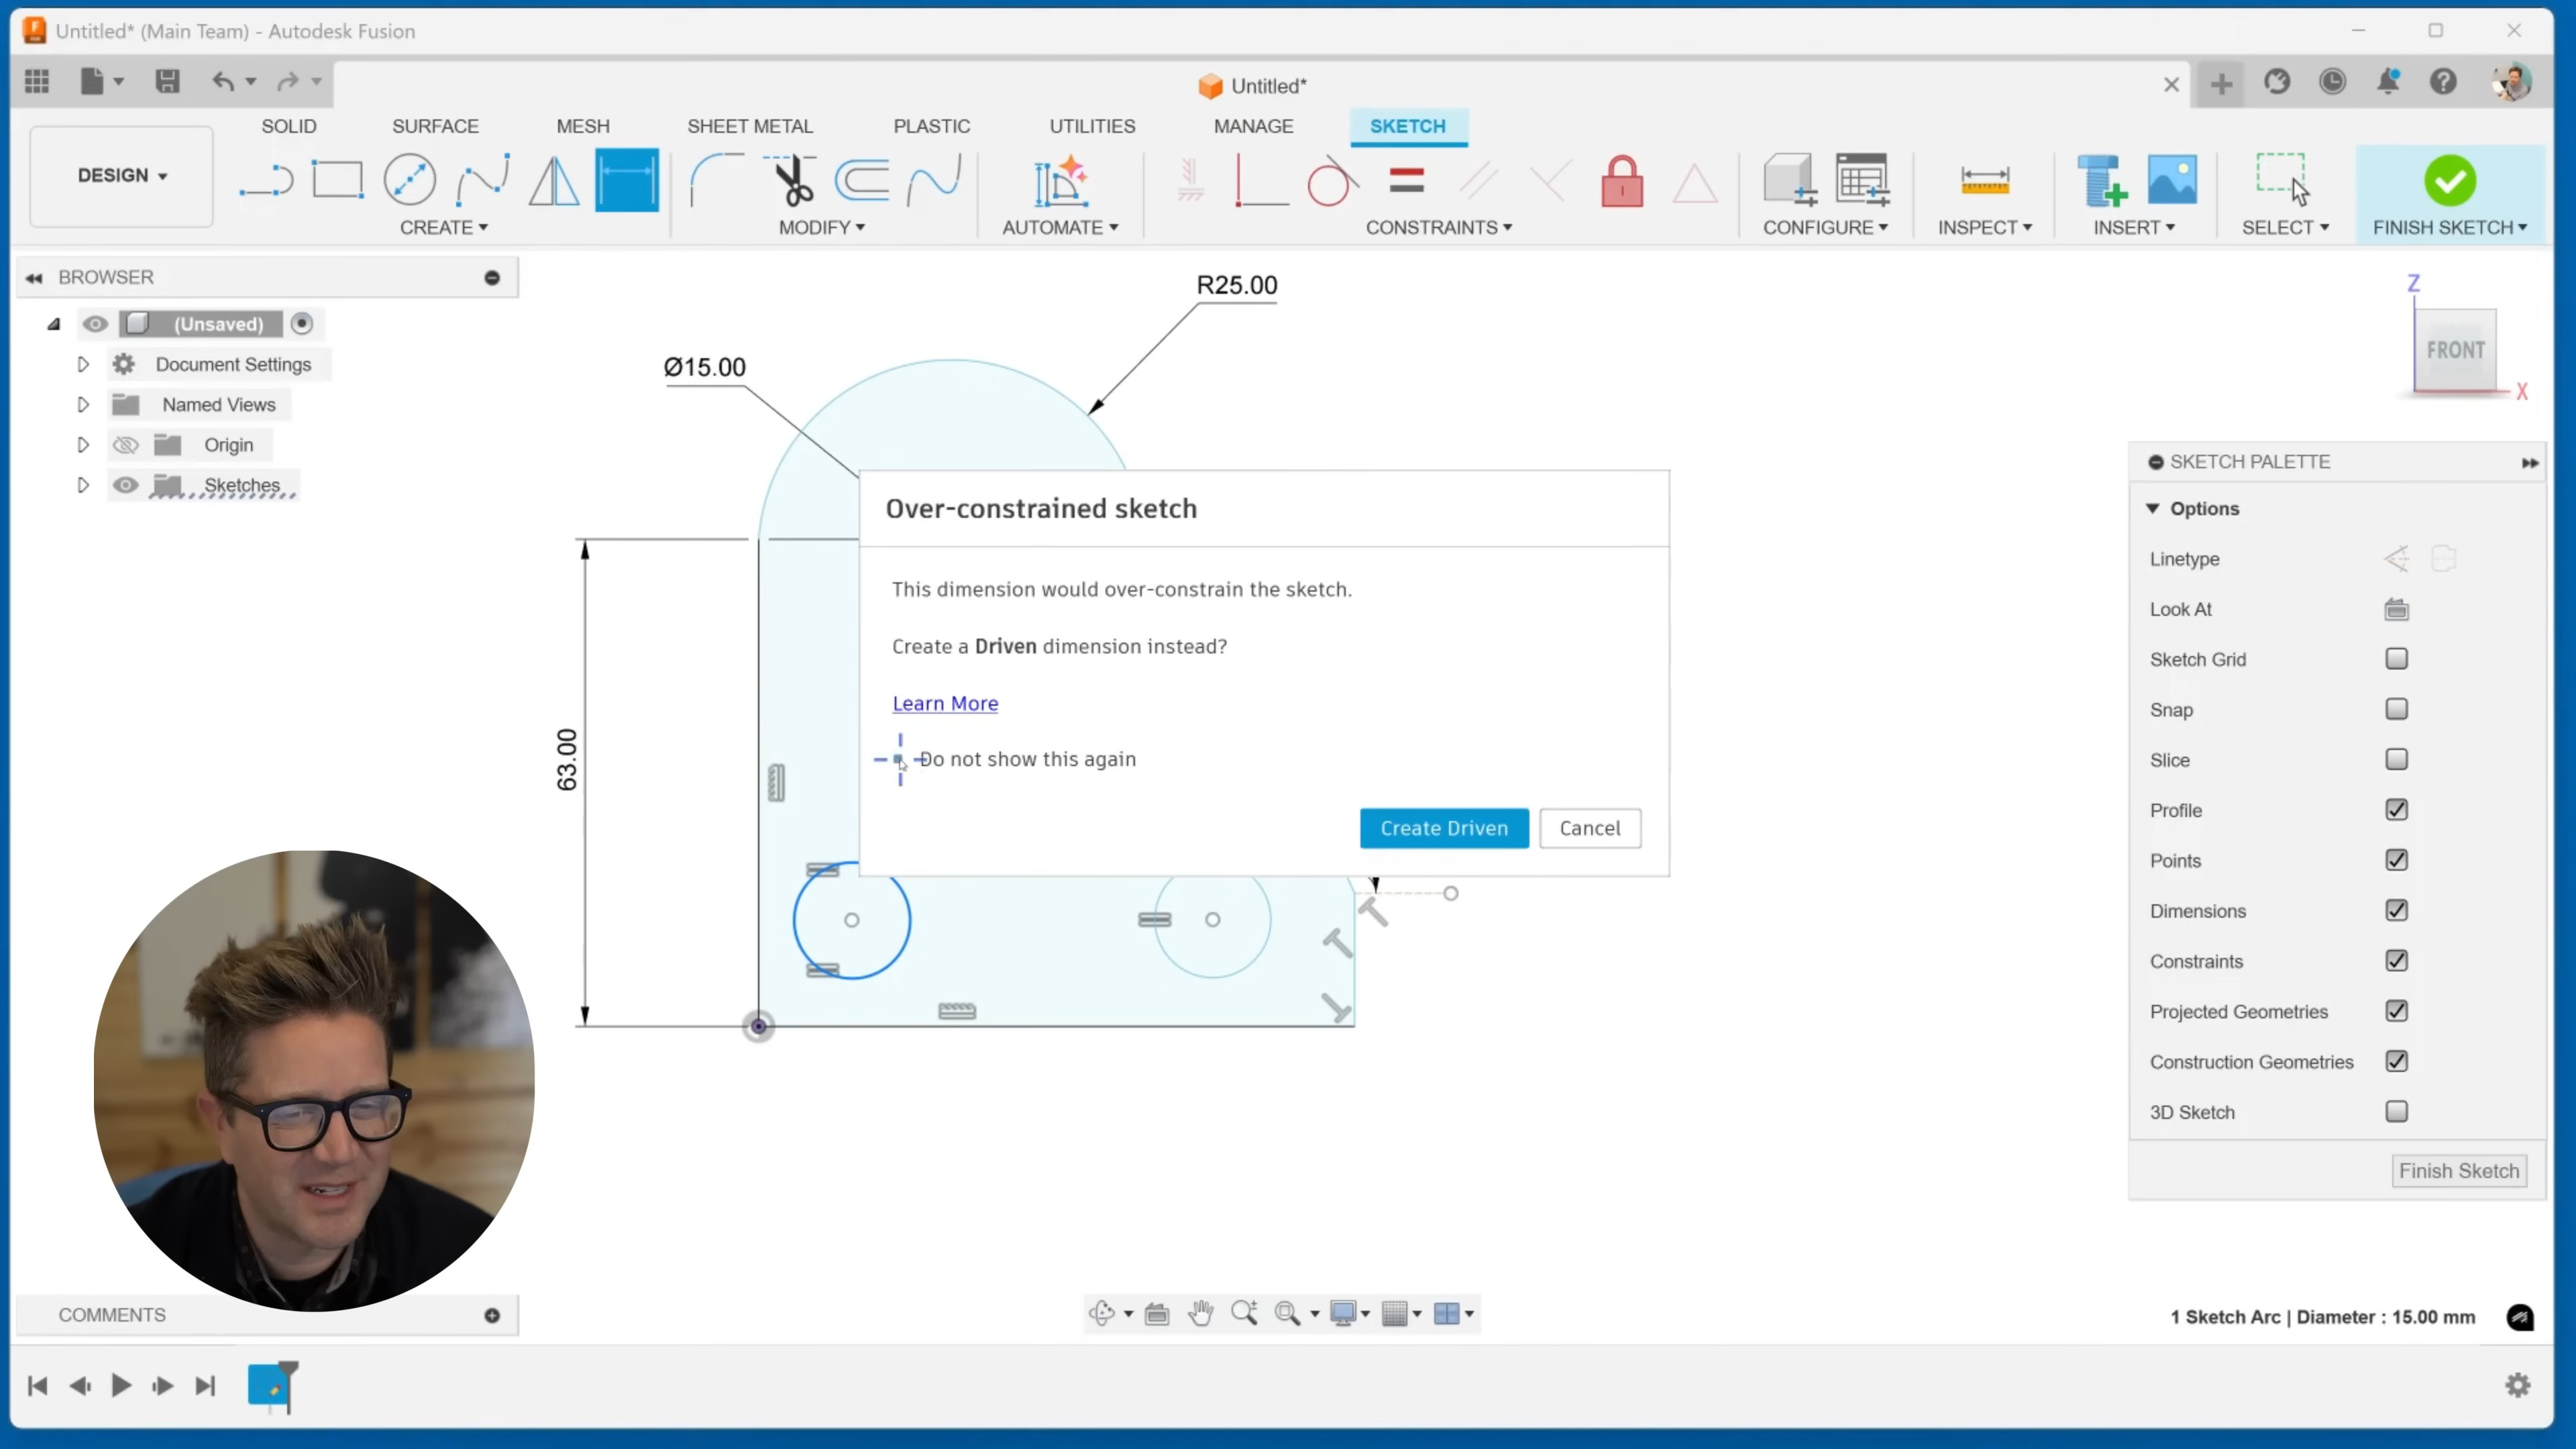 Untitled* (Main Team) - Autodesk Fusion
Untitled*
SOLID
SURFACE
MESH
SHEET METAL
PLASTIC
UTILITIES
MANAGE
SKETCH
DESIGN
CREATE
MODIFY
AUTOMATE
CONSTRAINTS
CONFIGURE
INSPECT
INSERT
SELECT
FINISH SKETCH
BROWSER
(Unsaved)
Document Settings
Named Views
Origin
Sketches
R25.00
Ø15.00
63.00
Z
FRONT
X
Over-constrained sketch
This dimension would over-constrain the sketch.
Create a Driven dimension instead?
Learn More
Do not show this again
Create Driven
Cancel
SKETCH PALETTE
Options
Linetype
Look At
Sketch Grid
Snap
Slice
Profile
Points
Dimensions
Constraints
Projected Geometries
Construction Geometries
3D Sketch
Finish Sketch
COMMENTS
1 Sketch Arc | Diameter : 15.00 mm